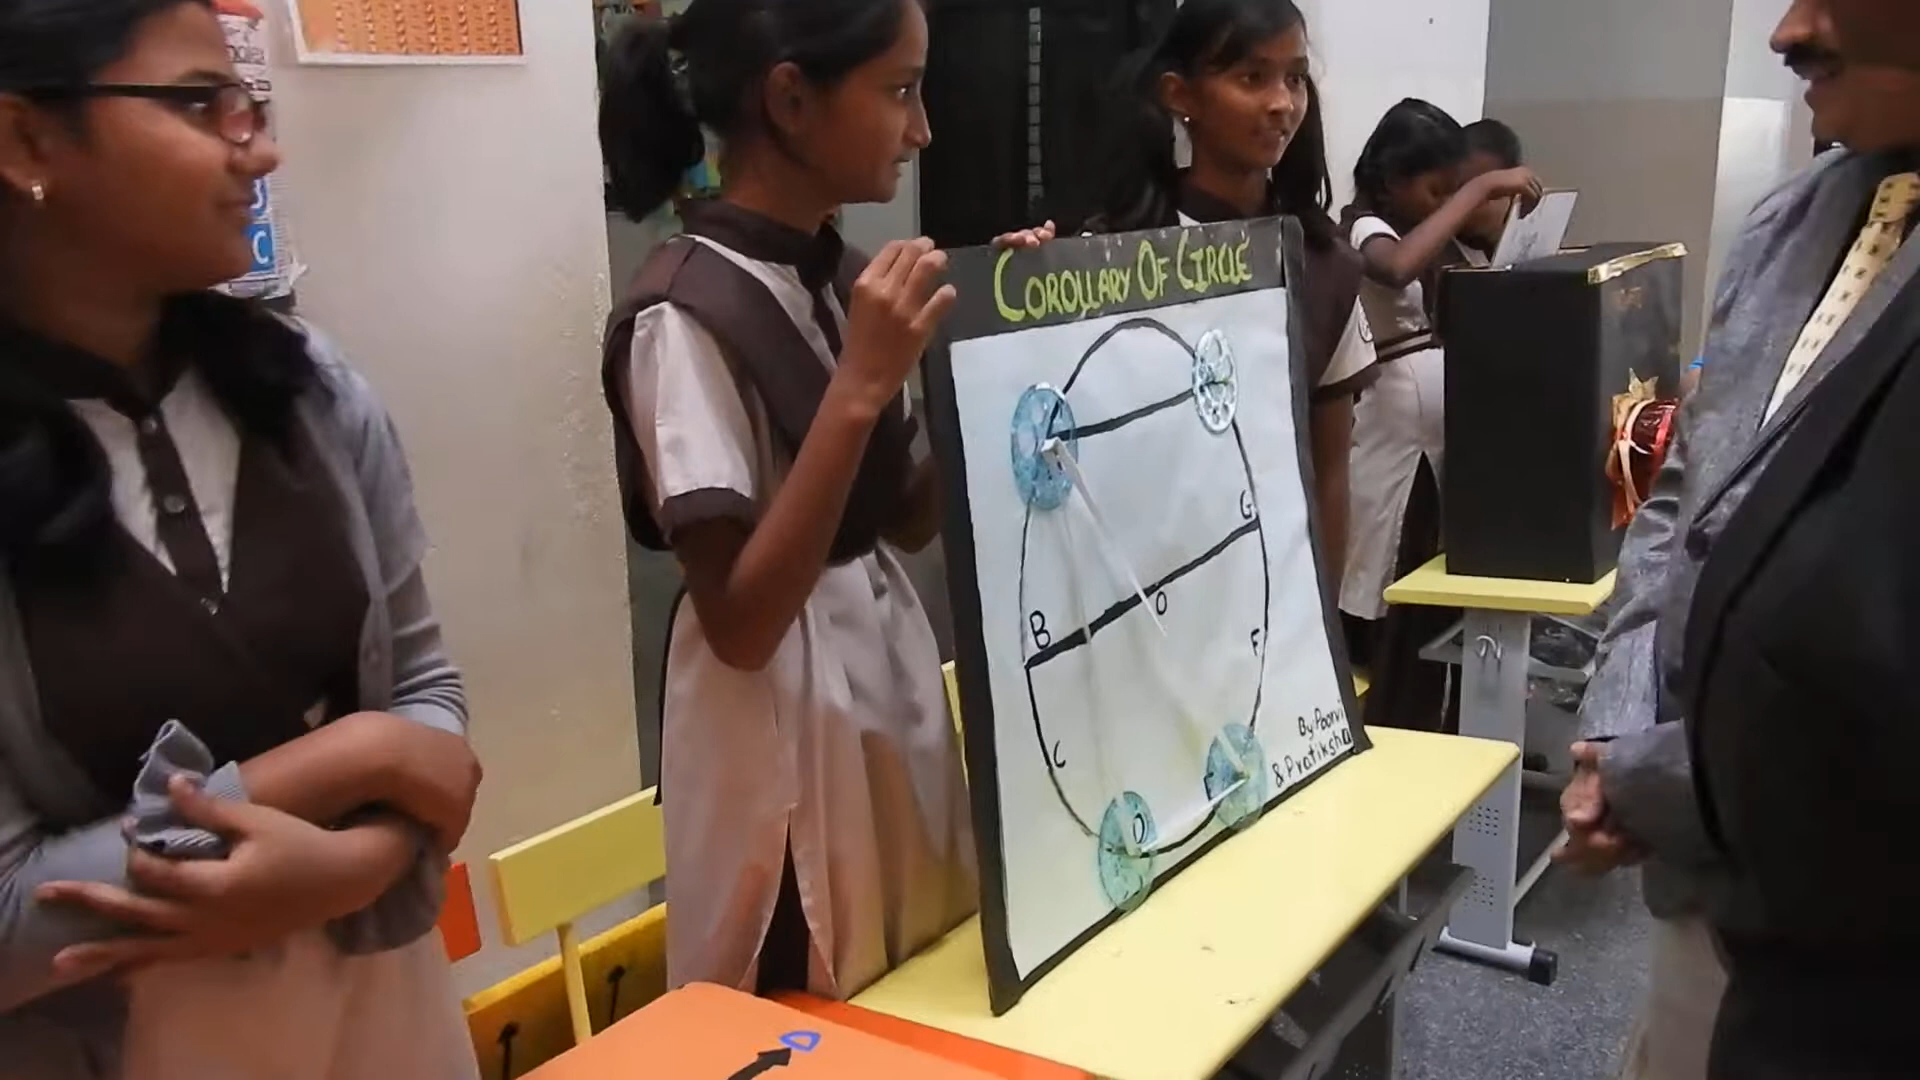 COROLLARY OF CIRCLE
G
O
B
F
C
D
By Poorvi
& Pratiksha